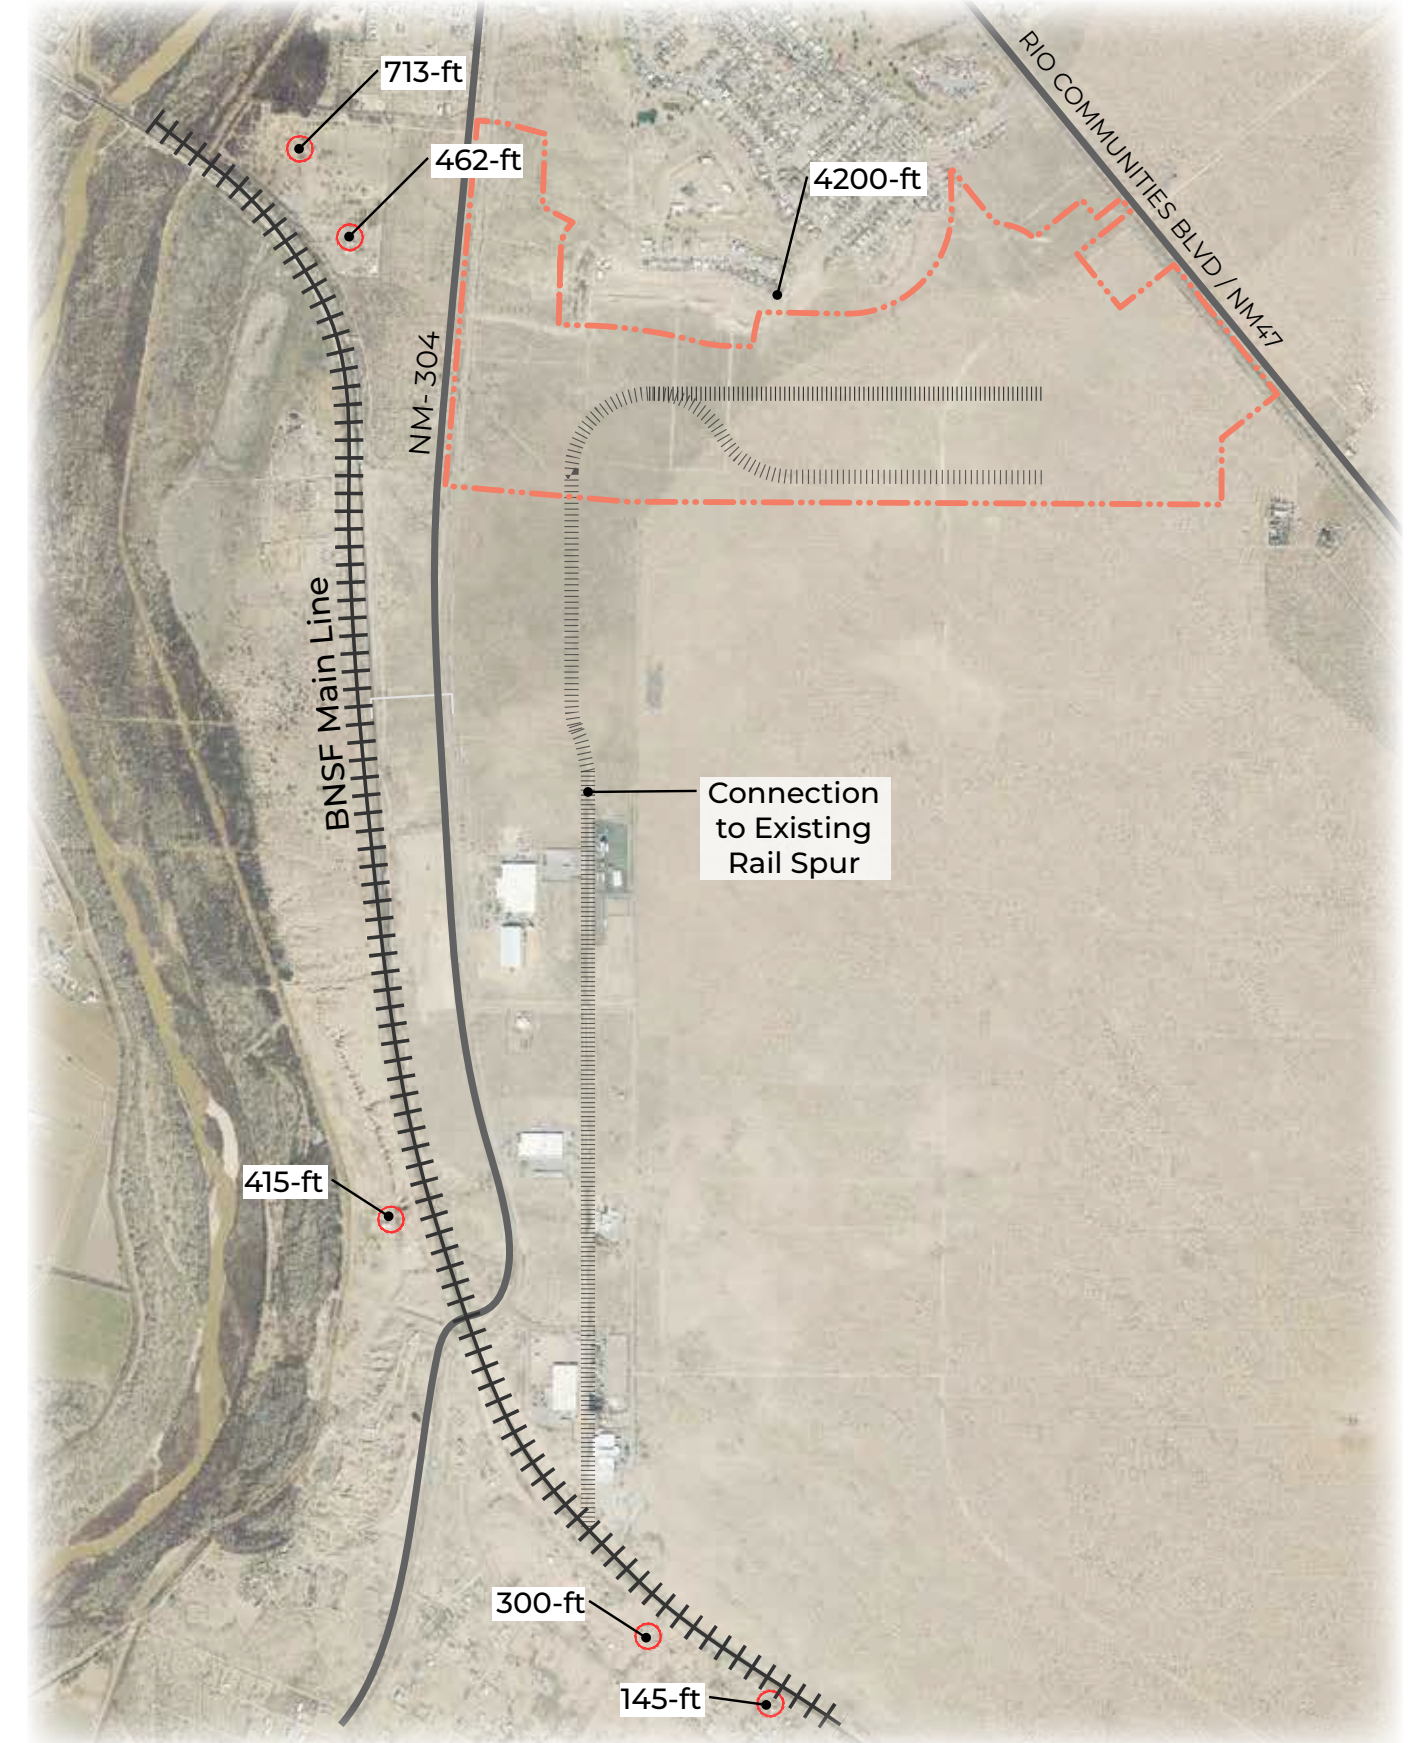 713-ft
RIO COMMUNITIES BLVD / NM47
462-ft
4200-ft
NM- 304
BNSF Main Line
Connection
to Existing
Rail Spur
415-ft
300-ft
145-ft